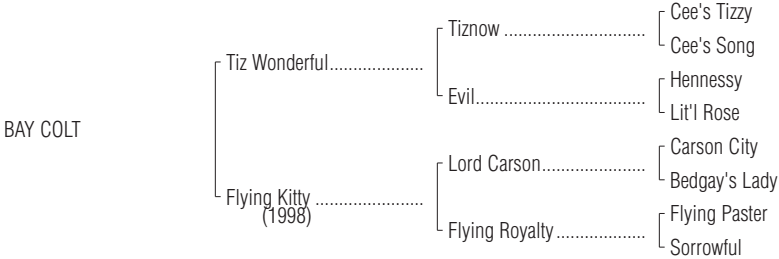 Cee's Tizzy
Tiznow ..............................
Cee's Song
Tiz Wonderful....................
Hennessy
Evil....................................
Lit'l Rose
BAY COLT
Carson City
Lord Carson......................
Bedgay's Lady
Flying Kitty .......................
(1998)
Flying Paster
Flying Royalty ...................
Sorrowful